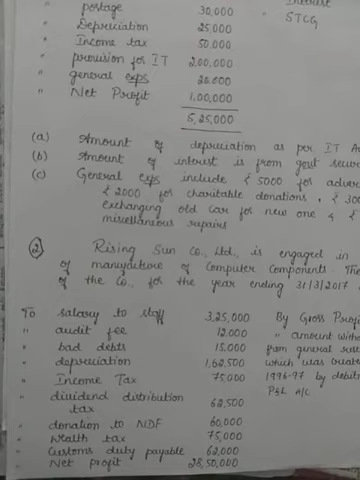 " postage 30,000 Interest
" Depreciation 25,000 " STCG
" Income tax 50,000
" provision for IT 200,000
" general exps 20,000
" Net Profit 1,00,000
5,25,000
(a) Amount of depreciation as per IT A
(b) Amount of interest is from govt secur
(c) General exps include ₹ 5000 for adver
₹ 2000 for charitable donations, ₹ 300
exchanging old car for new one & ₹
miscellaneous repairs
(2) Rising Sun Co., Ltd., is engaged in
of manufacture of Computer Components. The
of the Co., for the year ending 31/3/2017
To salary to staff 3,25,000 By Gross Profi
" audit fee 12,000 " amount witho
" bad debts 15,000 from general res
" depreciation 1,62,500 which was creat
" Income Tax 75,000 1996-97 by debit
" dividend distribution tax 62,500 P&L A/c
" donation to NDF 60,000
" Wealth tax 75,000
" Customs duty payable 62,000
" Net profit 28,50,000